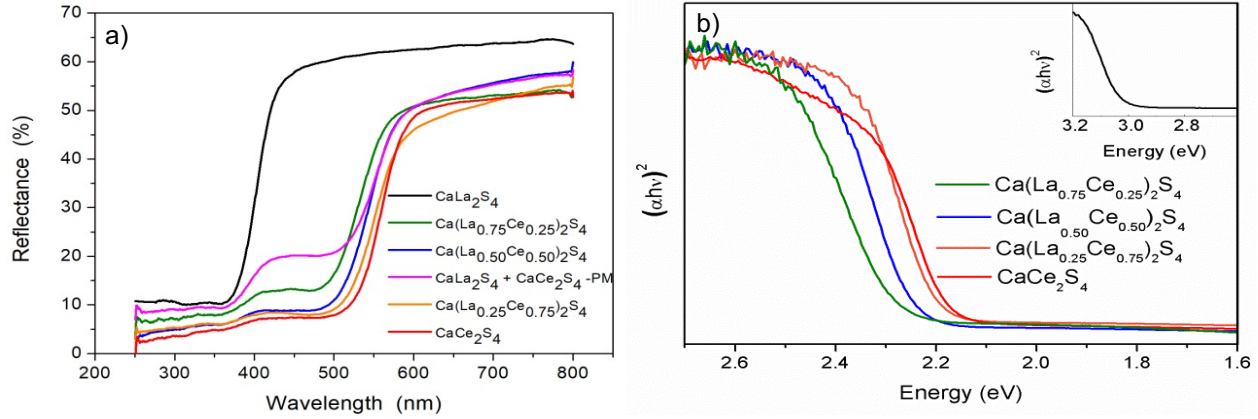 a)
70
60
50
40
30
20
10
0
Reflectance (%)
200 300 400 500 600 700 800
Wavelength (nm)
CaLa₂S₄
Ca(La₀.₇₅Ce₀.₂₅)₂S₄
Ca(La₀.₅₀Ce₀.₅₀)₂S₄
CaLa₂S₄ + CaCe₂S₄ -PM
Ca(La₀.₂₅Ce₀.₇₅)₂S₄
CaCe₂S₄
b)
(αhν)²
2.6 2.4 2.2 2.0 1.8 1.6
Energy (eV)
(αhν)²
3.2 3.0 2.8
Energy (eV)
Ca(La₀.₇₅Ce₀.₂₅)₂S₄
Ca(La₀.₅₀Ce₀.₅₀)₂S₄
Ca(La₀.₂₅Ce₀.₇₅)₂S₄
CaCe₂S₄